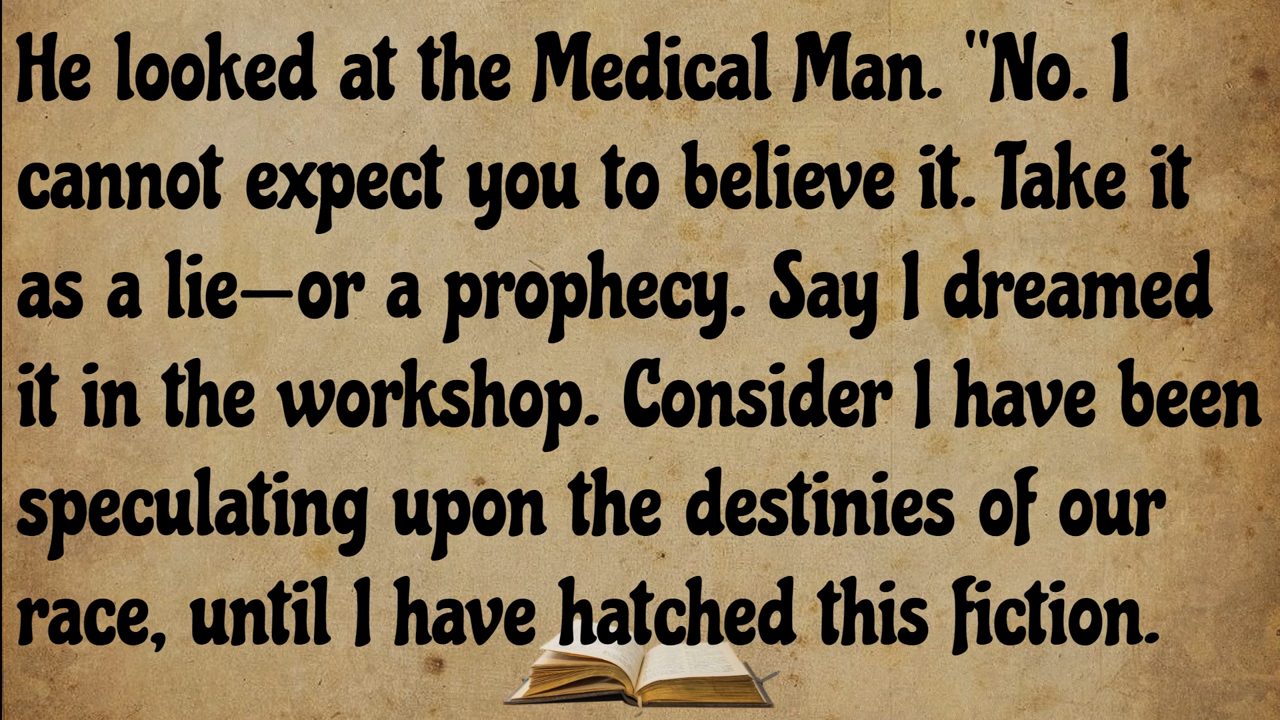 He looked at the Medical Man. "No. I
cannot expect you to believe it. Take it
as a lie—or a prophecy. Say I dreamed
it in the workshop. Consider I have been
speculating upon the destinies of our
race, until I have hatched this fiction.